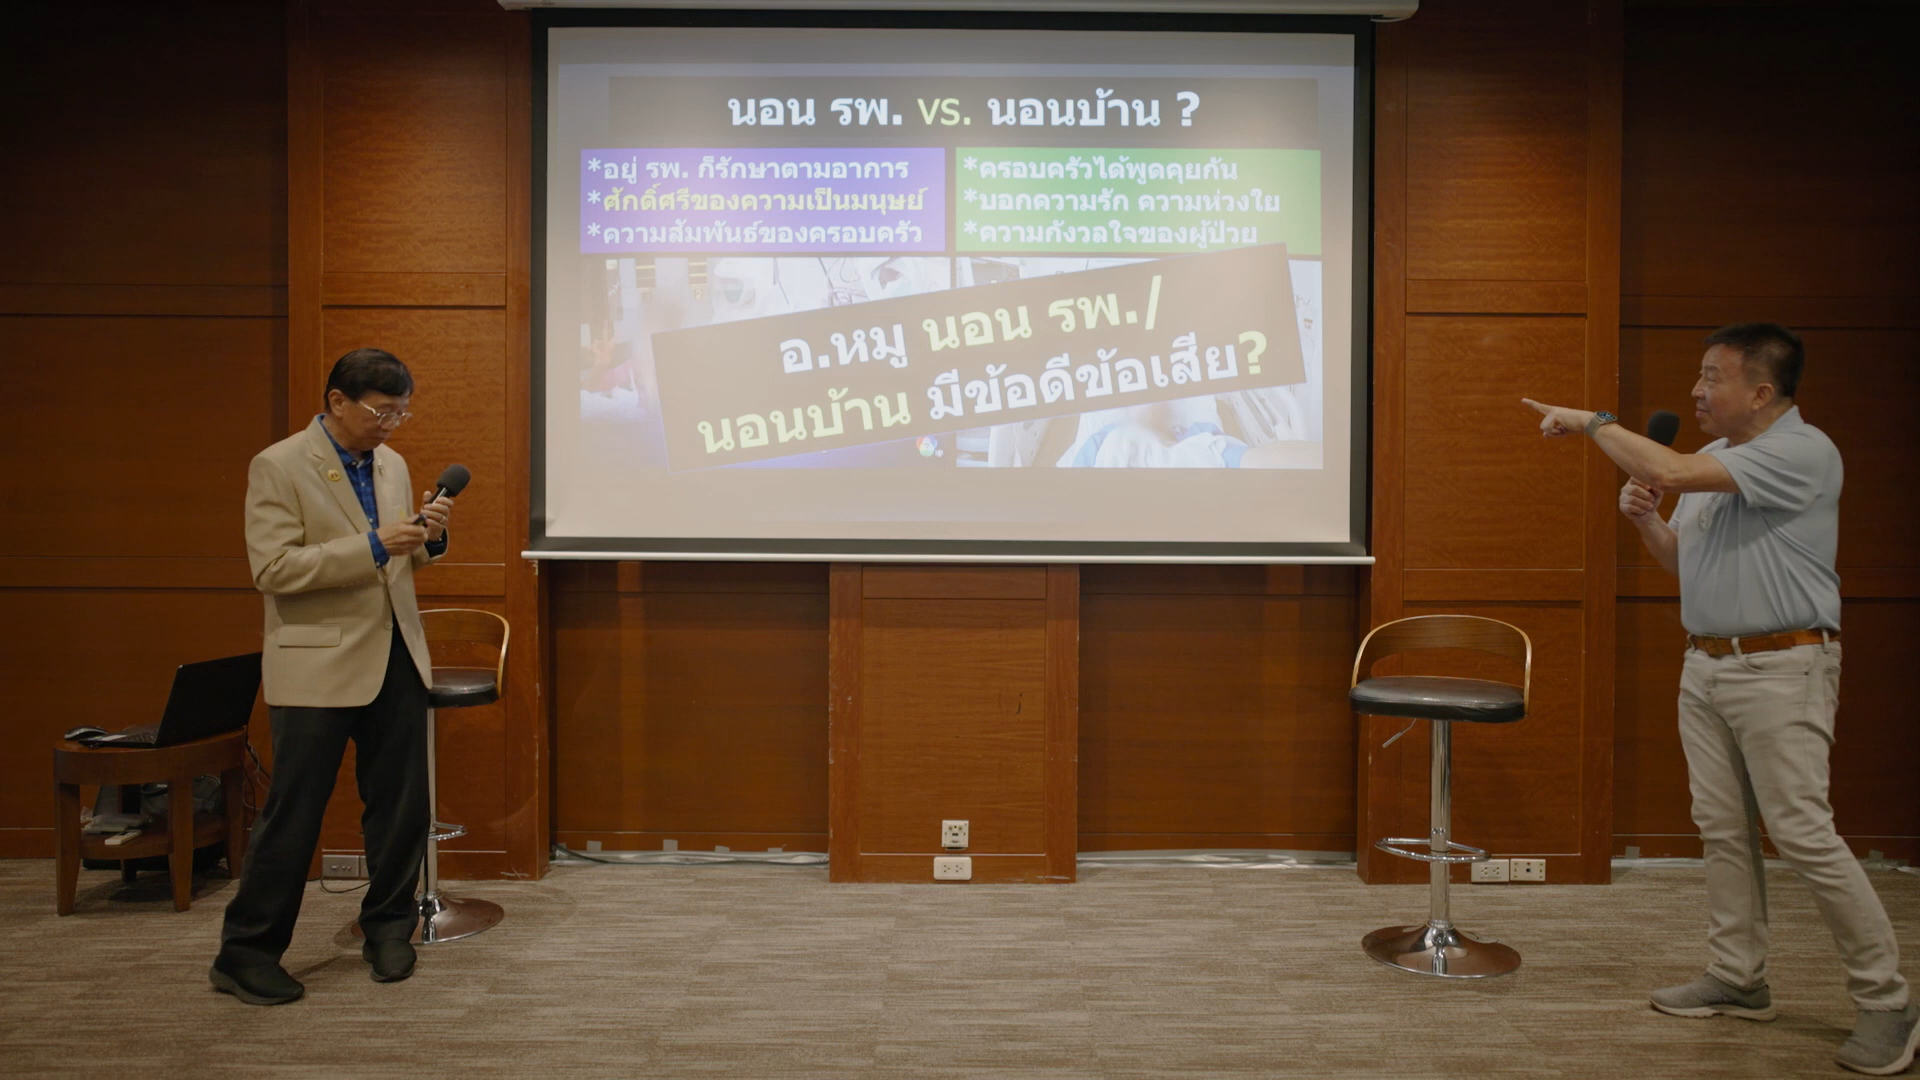 นอน รพ. vs. นอนบ้าน ?
*อยู่ รพ. ก็รักษาตามอาการ
*ศักดิ์ศรีของความเป็นมนุษย์
*ความสัมพันธ์ของครอบครัว
*ครอบครัวได้พูดคุยกัน
*บอกความรัก ความห่วงใย
*ความกังวลใจของผู้ป่วย
อ.หมู นอน รพ./
นอนบ้าน มีข้อดีข้อเสีย?